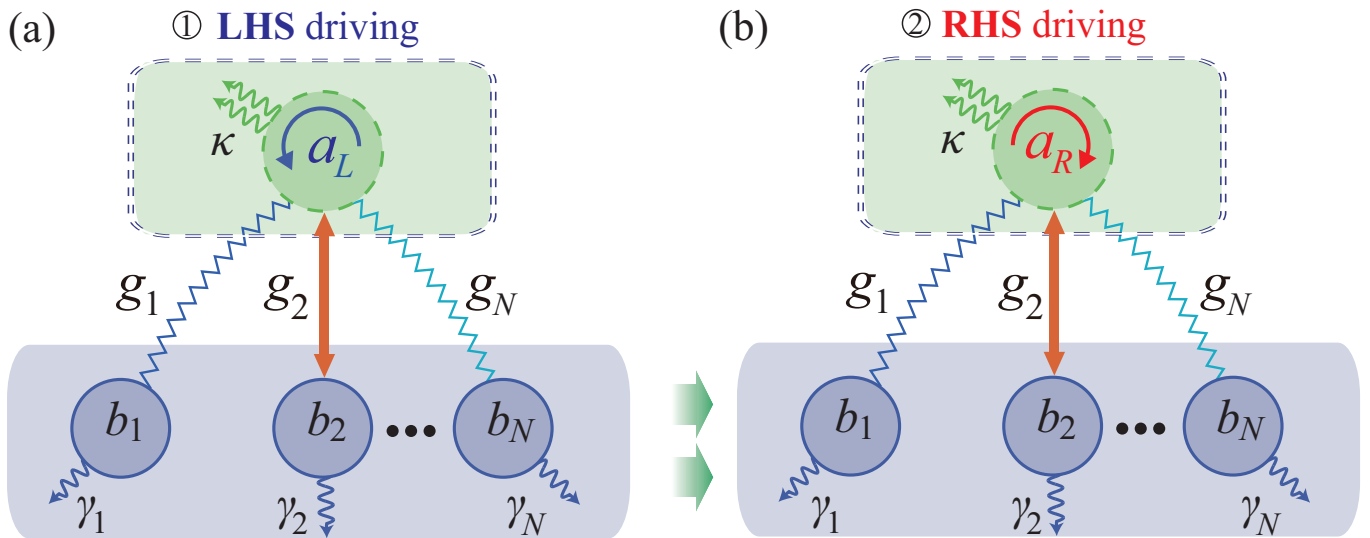 (a) ① LHS driving
κ
a_L
g_1 g_2 g_N
b_1 b_2 ••• b_N
γ_1 γ_2 γ_N
(b) ② RHS driving
κ
a_R
g_1 g_2 g_N
b_1 b_2 ••• b_N
γ_1 γ_2 γ_N